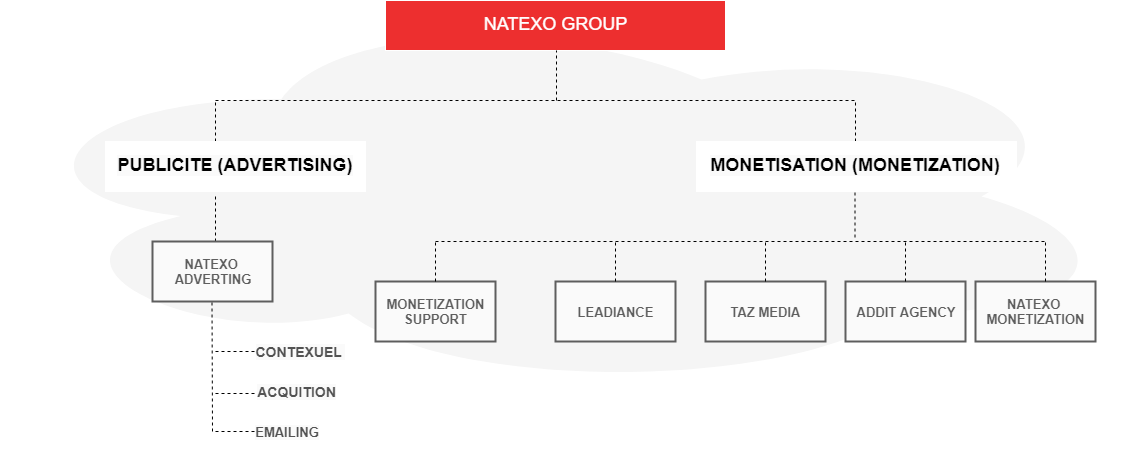 NATEXO GROUP
PUBLICITE (ADVERTISING)
MONETISATION (MONETIZATION)
NATEXO
ADVERTING
MONETIZATION
SUPPORT
LEADIANCE
TAZ MEDIA
ADDIT AGENCY
NATEXO
MONETIZATION
CONTEXUEL
ACQUITION
EMAILING